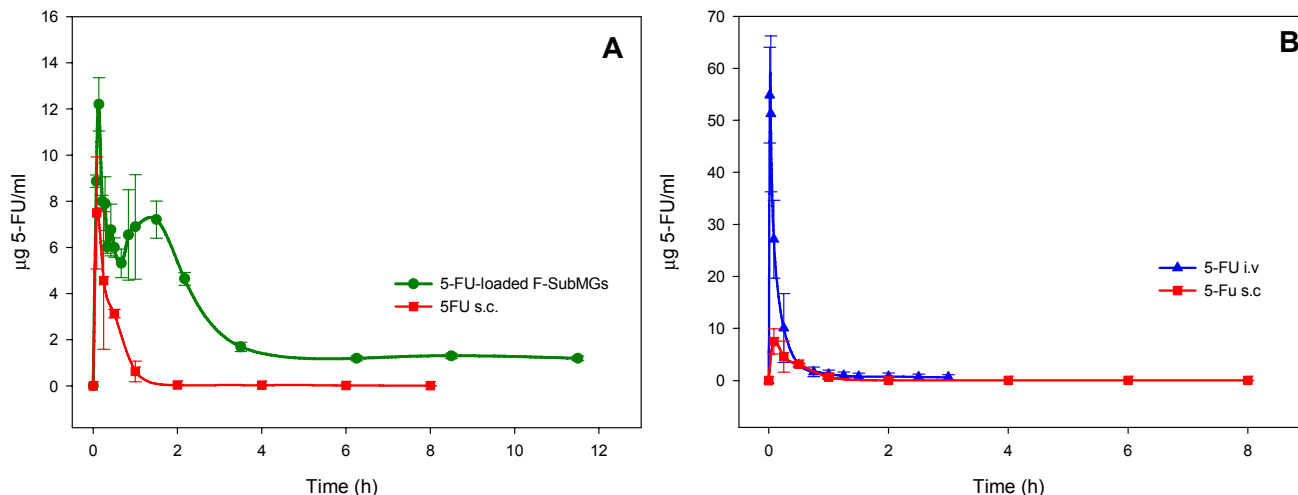 A
16
14
12
10
8
6
4
2
0
µg 5-FU/ml
5-FU-loaded F-SubMGs
5FU s.c.
0 2 4 6 8 10 12
Time (h)
B
70
60
50
40
30
20
10
0
µg 5-FU/ml
5-FU i.v
5-Fu s.c
0 2 4 6 8
Time (h)